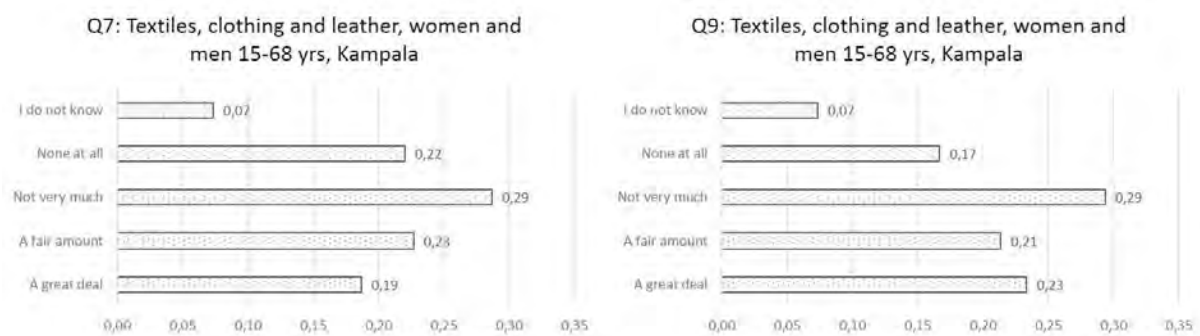 Q7: Textiles, clothing and leather, women and
men 15-68 yrs, Kampala
I do not know 0,07
None at all 0,22
Not very much 0,29
A fair amount 0,23
A great deal 0,19
0,00 0,05 0,10 0,15 0,20 0,25 0,30 0,35
Q9: Textiles, clothing and leather, women and
men 15-68 yrs, Kampala
I do not know 0,07
None at all 0,17
Not very much 0,29
A fair amount 0,21
A great deal 0,23
0,00 0,05 0,10 0,15 0,20 0,25 0,30 0,35